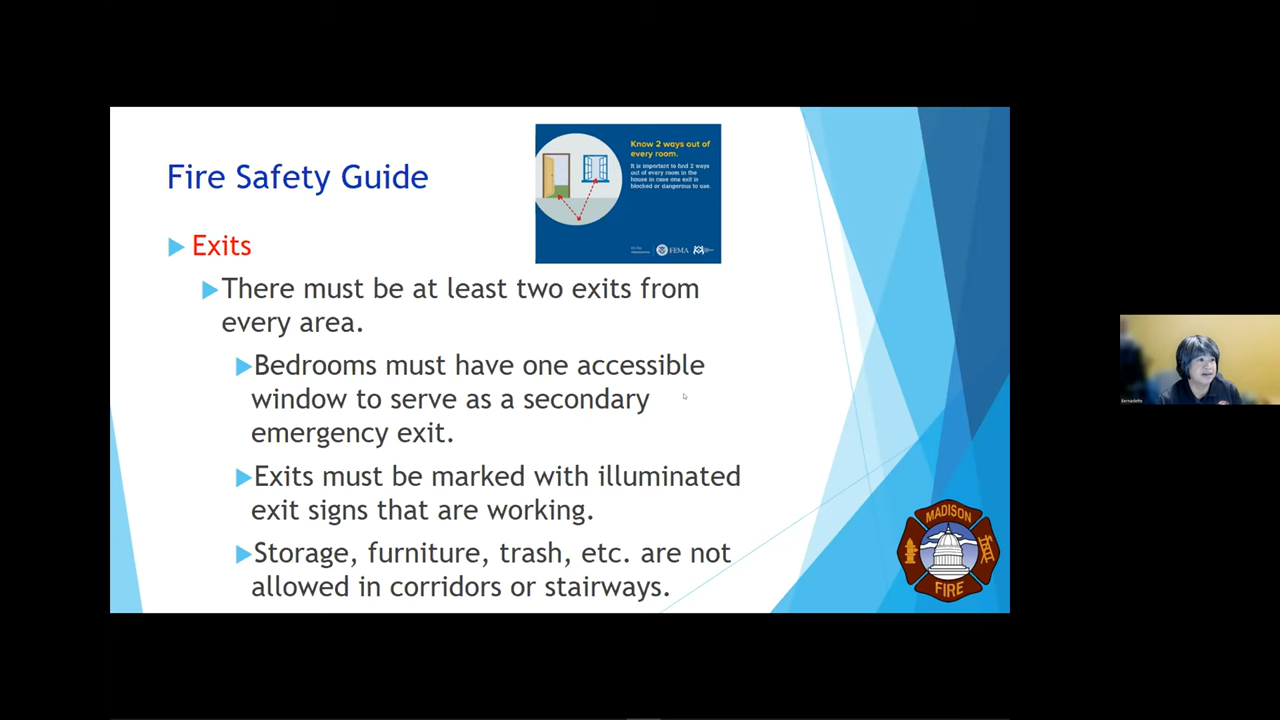 Fire Safety Guide
Know 2 ways out of
every room.
It is important to find 2 ways
out of every room in the
house in case one exit is
blocked or dangerous to use.
FEMA
Exits
There must be at least two exits from
every area.
Bedrooms must have one accessible
window to serve as a secondary
emergency exit.
Exits must be marked with illuminated
exit signs that are working.
Storage, furniture, trash, etc. are not
allowed in corridors or stairways.
MADISON
FIRE
Bernadette